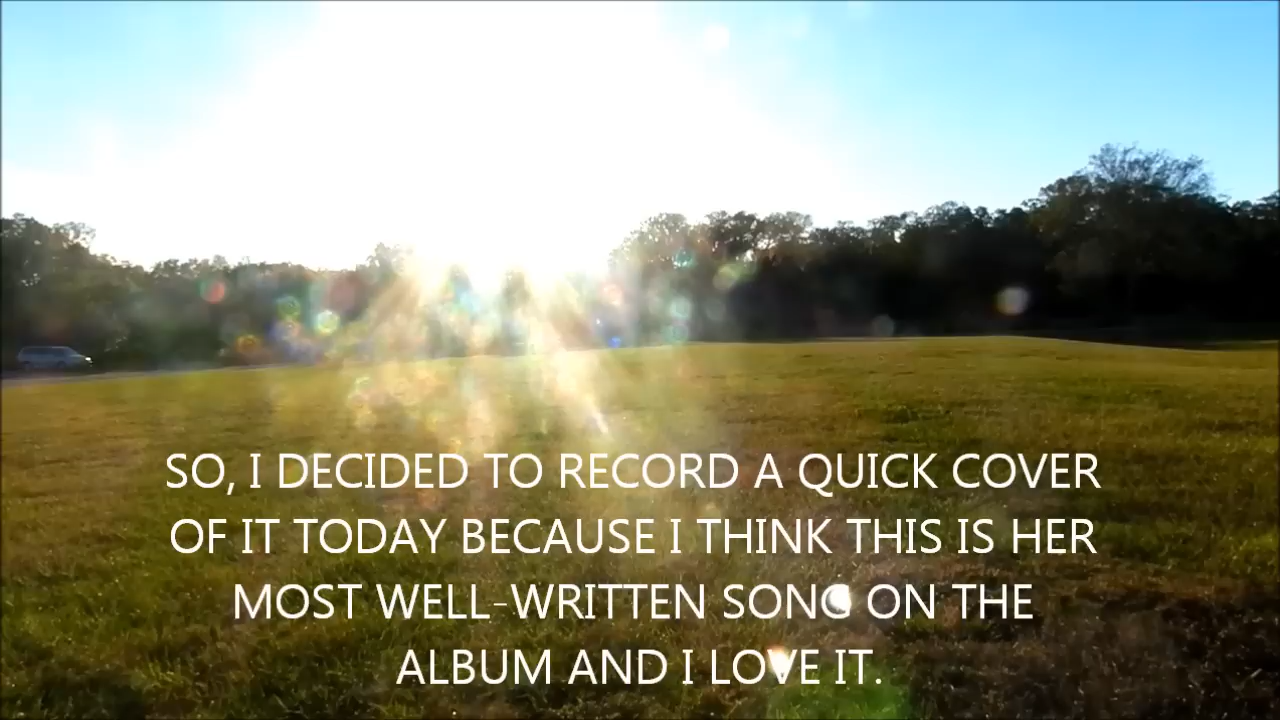 SO, I DECIDED TO RECORD A QUICK COVER
OF IT TODAY BECAUSE I THINK THIS IS HER
MOST WELL-WRITTEN SONG ON THE
ALBUM AND I LOVE IT.